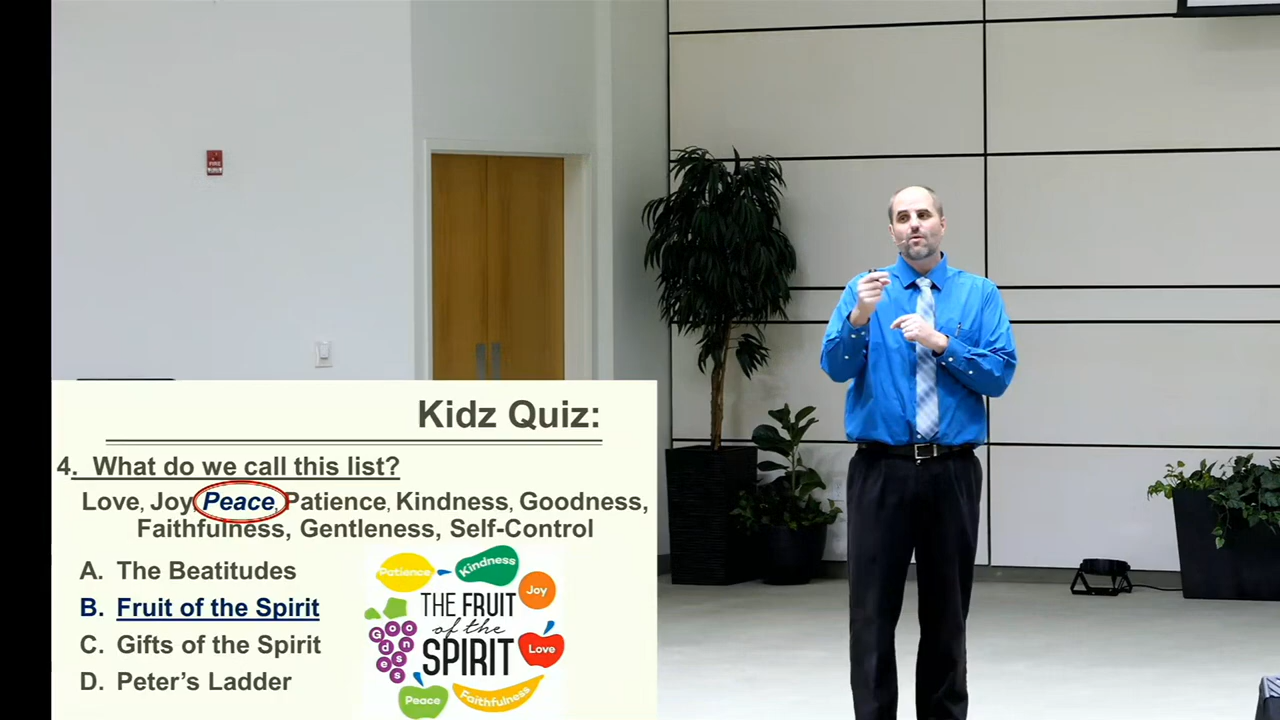 FIRE
Kidz Quiz:
4. What do we call this list?
Love, Joy, Peace, Patience, Kindness, Goodness,
Faithfulness, Gentleness, Self-Control
A. The Beatitudes
B. Fruit of the Spirit
C. Gifts of the Spirit
D. Peter's Ladder
Patience
Kindness
Joy
THE FRUIT
of the
SPIRIT
Goodness
Love
Peace
Faithfulness